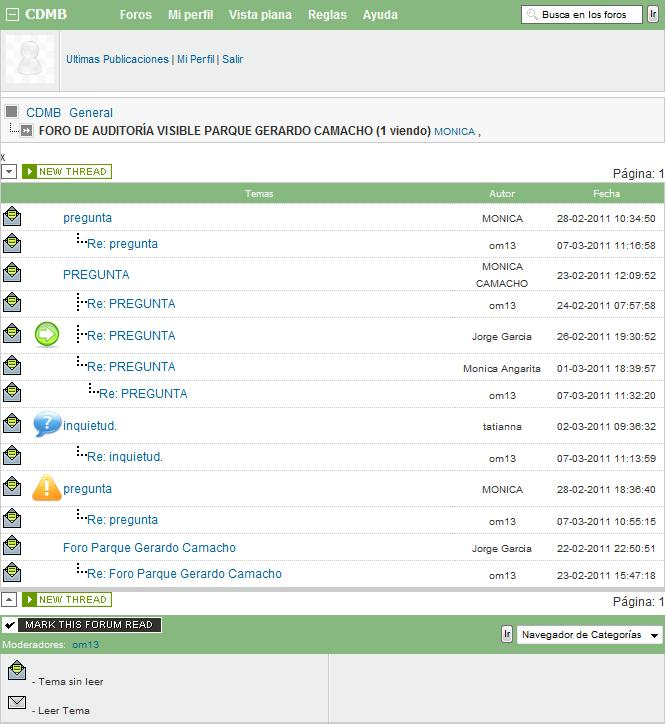 CDMB Foros Mi perfil Vista plana Reglas Ayuda Busca en los foros Ir
Ultimas Publicaciones | Mi Perfil | Salir
CDMB General
FORO DE AUDITORÍA VISIBLE PARQUE GERARDO CAMACHO (1 viendo) MONICA ,
x
NEW THREAD Página: 1
Temas Autor Fecha
pregunta MONICA 28-02-2011 10:34:50
Re: pregunta om13 07-03-2011 11:16:58
PREGUNTA MONICA CAMACHO 23-02-2011 12:09:52
Re: PREGUNTA om13 24-02-2011 07:57:58
Re: PREGUNTA Jorge Garcia 26-02-2011 19:30:52
Re: PREGUNTA Monica Angarita 01-03-2011 18:39:57
Re: PREGUNTA om13 07-03-2011 11:32:20
inquietud. tatianna 02-03-2011 09:36:32
Re: inquietud. om13 07-03-2011 11:13:59
pregunta MONICA 28-02-2011 18:36:40
Re: pregunta om13 07-03-2011 10:55:15
Foro Parque Gerardo Camacho Jorge Garcia 22-02-2011 22:50:51
Re: Foro Parque Gerardo Camacho om13 23-02-2011 15:47:18
NEW THREAD Página: 1
MARK THIS FORUM READ
Ir Navegador de Categorías
Moderadores: om13
- Tema sin leer
- Leer Tema